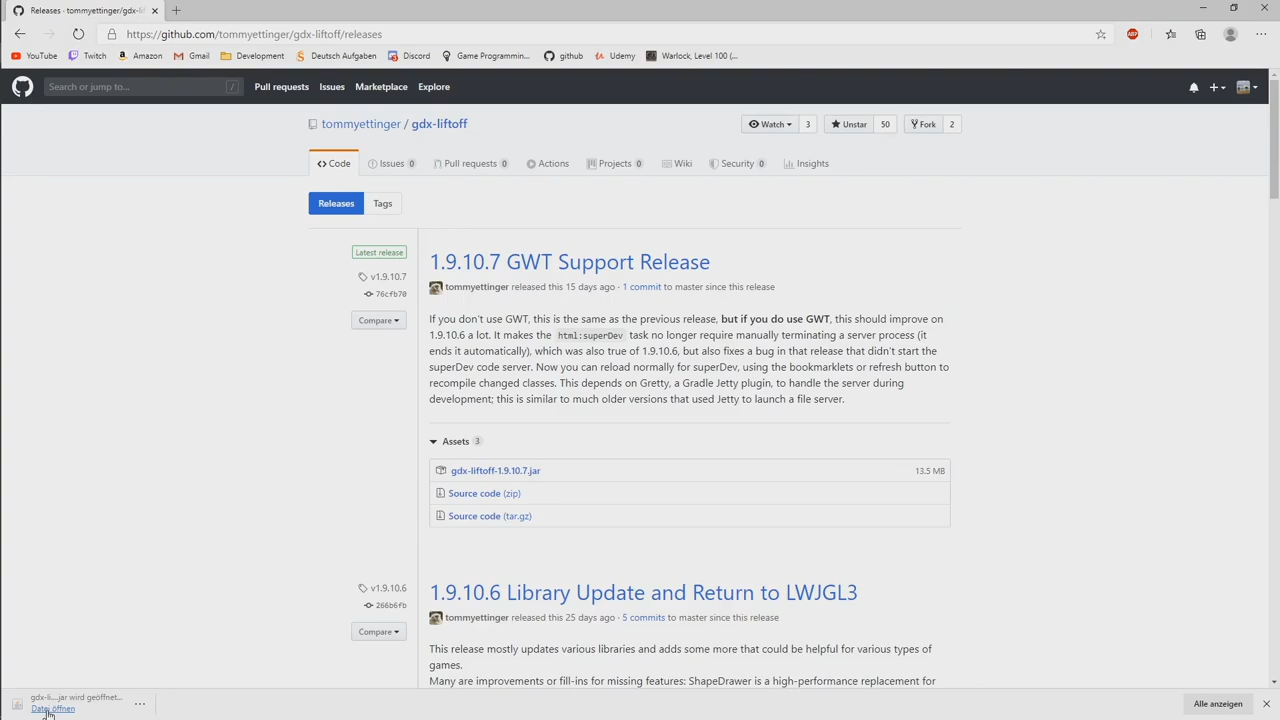 Releases · tommyettinger/gdx-li
https://github.com/tommyettinger/gdx-liftoff/releases
YouTube Twitch Amazon Gmail Development Deutsch Aufgaben Discord Game Programmin... github Udemy Warlock, Level 100 (...
Search or jump to... /
Pull requests Issues Marketplace Explore
tommyettinger / gdx-liftoff
Watch 3 Unstar 50 Fork 2
Code Issues 0 Pull requests 0 Actions Projects 0 Wiki Security 0 Insights
Releases Tags
Latest release
v1.9.10.7
76cfb70
Compare
1.9.10.7 GWT Support Release
tommyettinger released this 15 days ago · 1 commit to master since this release
If you don't use GWT, this is the same as the previous release, but if you do use GWT, this should improve on
1.9.10.6 a lot. It makes the html:superDev task no longer require manually terminating a server process (it
ends it automatically), which was also true of 1.9.10.6, but also fixes a bug in that release that didn't start the
superDev code server. Now you can reload normally for superDev, using the bookmarklets or refresh button to
recompile changed classes. This depends on Gretty, a Gradle Jetty plugin, to handle the server during
development; this is similar to much older versions that used Jetty to launch a file server.
Assets 3
gdx-liftoff-1.9.10.7.jar 13.5 MB
Source code (zip)
Source code (tar.gz)
v1.9.10.6
266b6fb
Compare
1.9.10.6 Library Update and Return to LWJGL3
tommyettinger released this 25 days ago · 5 commits to master since this release
This release mostly updates various libraries and adds some more that could be helpful for various types of
games.
Many are improvements or fill-ins for missing features: ShapeDrawer is a high-performance replacement for
gdx-li....jar wird geöffnet...
Datei öffnen
Alle anzeigen